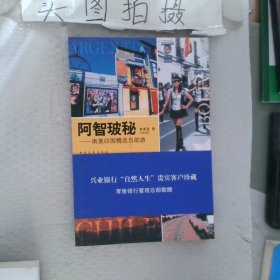 实图拍摄
ARGENTI
阿智玻秘
——南美四国精选自助游
兴业银行“自然人生”贵宾客户珍藏
零售银行管理总部敬赠